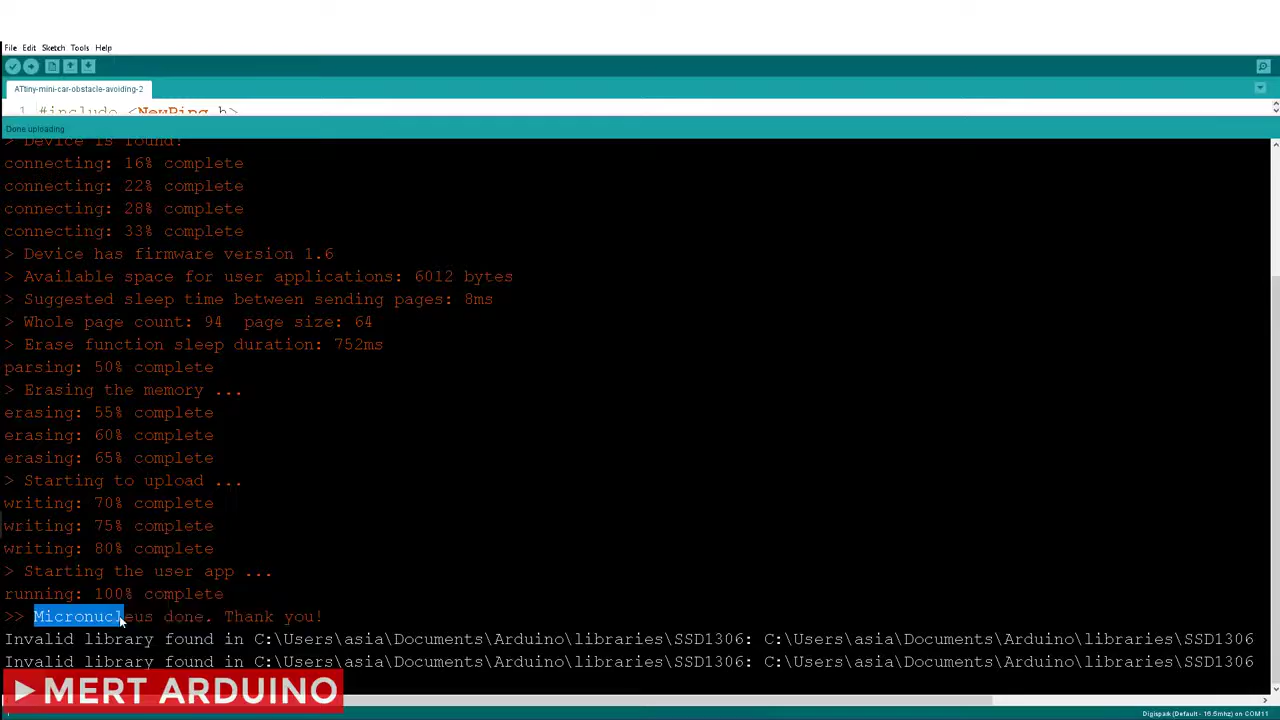 File Edit Sketch Tools Help
ATtiny-mini-car-obstacle-avoiding-2
1 #include <NewPing.h>
Done uploading
> Device is found!
connecting: 16% complete
connecting: 22% complete
connecting: 28% complete
connecting: 33% complete
> Device has firmware version 1.6
> Available space for user applications: 6012 bytes
> Suggested sleep time between sending pages: 8ms
> Whole page count: 94  page size: 64
> Erase function sleep duration: 752ms
parsing: 50% complete
> Erasing the memory ...
erasing: 55% complete
erasing: 60% complete
erasing: 65% complete
> Starting to upload ...
writing: 70% complete
writing: 75% complete
writing: 80% complete
> Starting the user app ...
running: 100% complete
>> Micronucleus done. Thank you!
Invalid library found in C:\Users\asia\Documents\Arduino\libraries\SSD1306: C:\Users\asia\Documents\Arduino\libraries\SSD1306
Invalid library found in C:\Users\asia\Documents\Arduino\libraries\SSD1306: C:\Users\asia\Documents\Arduino\libraries\SSD1306
MERT ARDUINO
Digispark (Default - 16.5mhz) on COM11